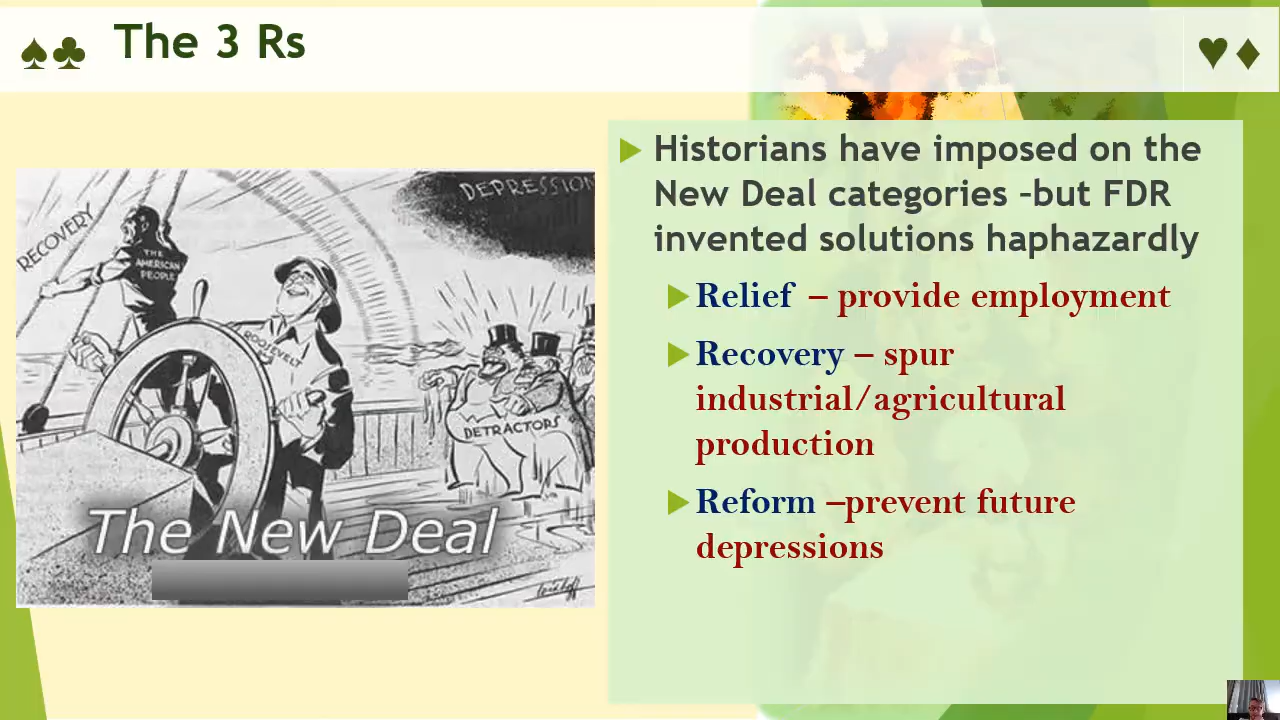 The 3 Rs
DEPRESSION
RECOVERY
THE
AMERICAN
PEOPLE
ROOSEVELT
DETRACTORS
The New Deal
Historians have imposed on the
New Deal categories –but FDR
invented solutions haphazardly
Relief – provide employment
Recovery – spur
industrial/agricultural
production
Reform –prevent future
depressions